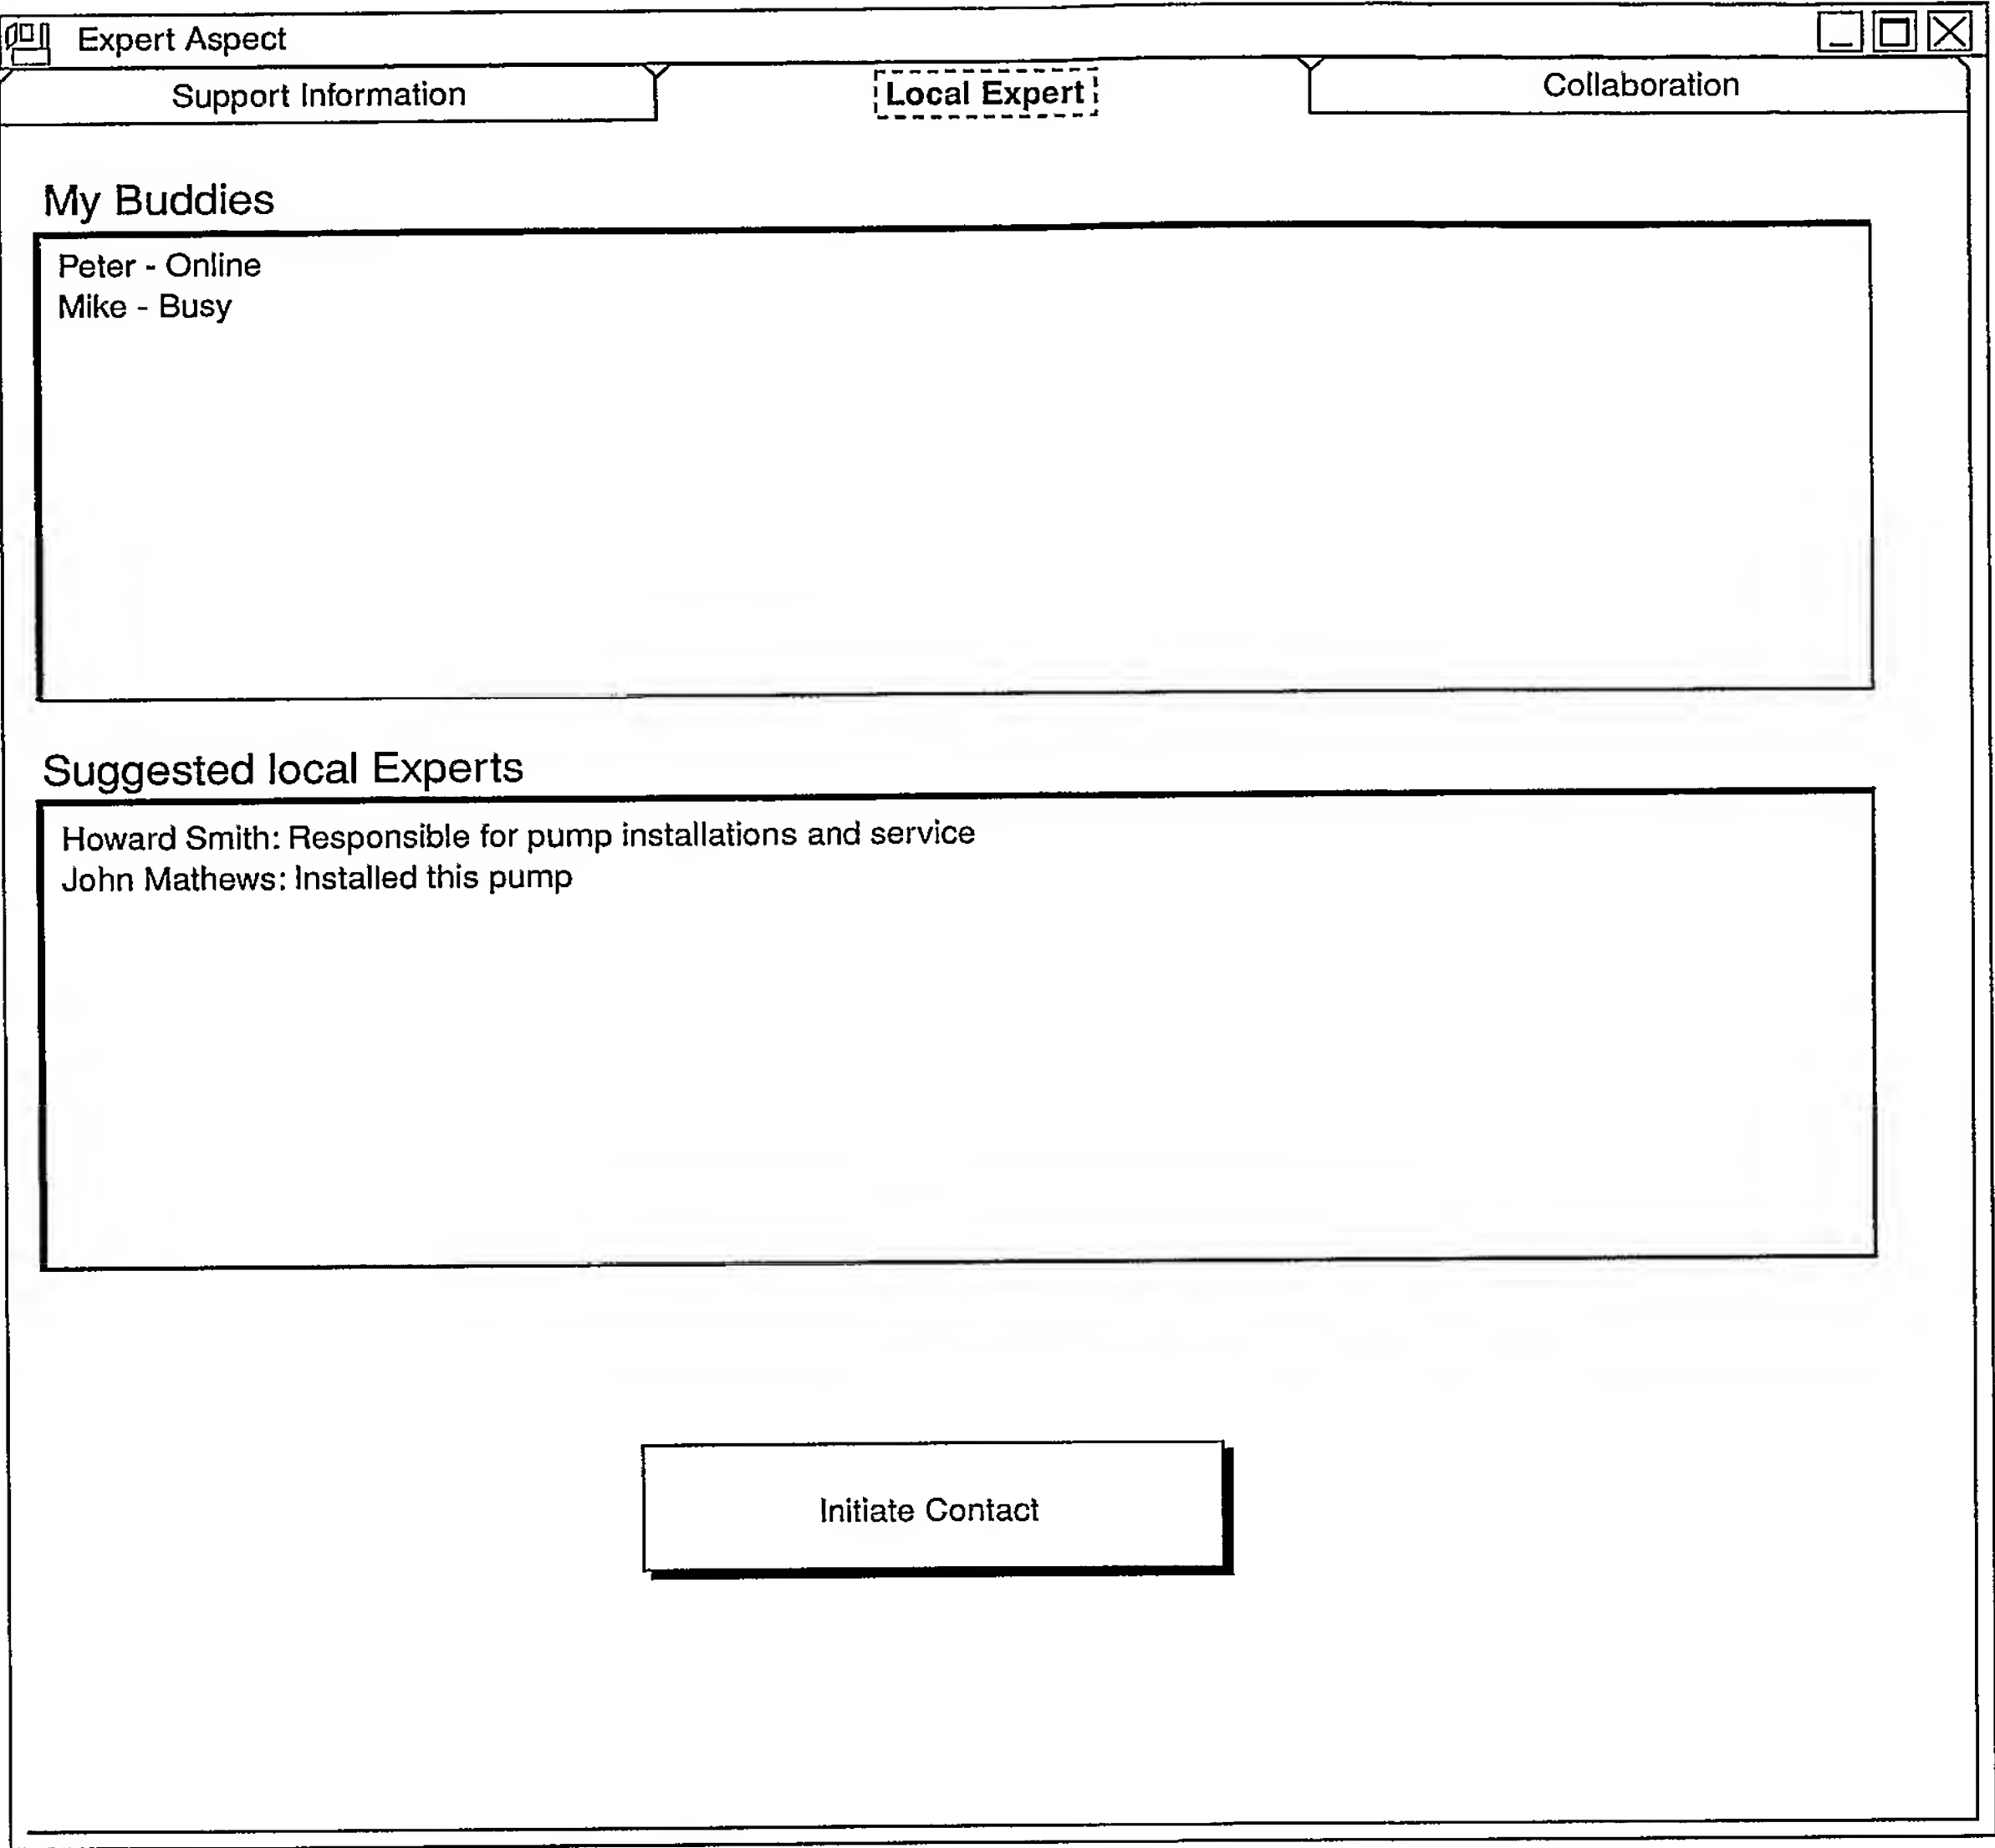 Expert Aspect
Support Information
Local Expert
Collaboration
My Buddies
Peter - Online
Mike - Busy
Suggested local Experts
Howard Smith: Responsible for pump installations and service
John Mathews: Installed this pump
Initiate Contact